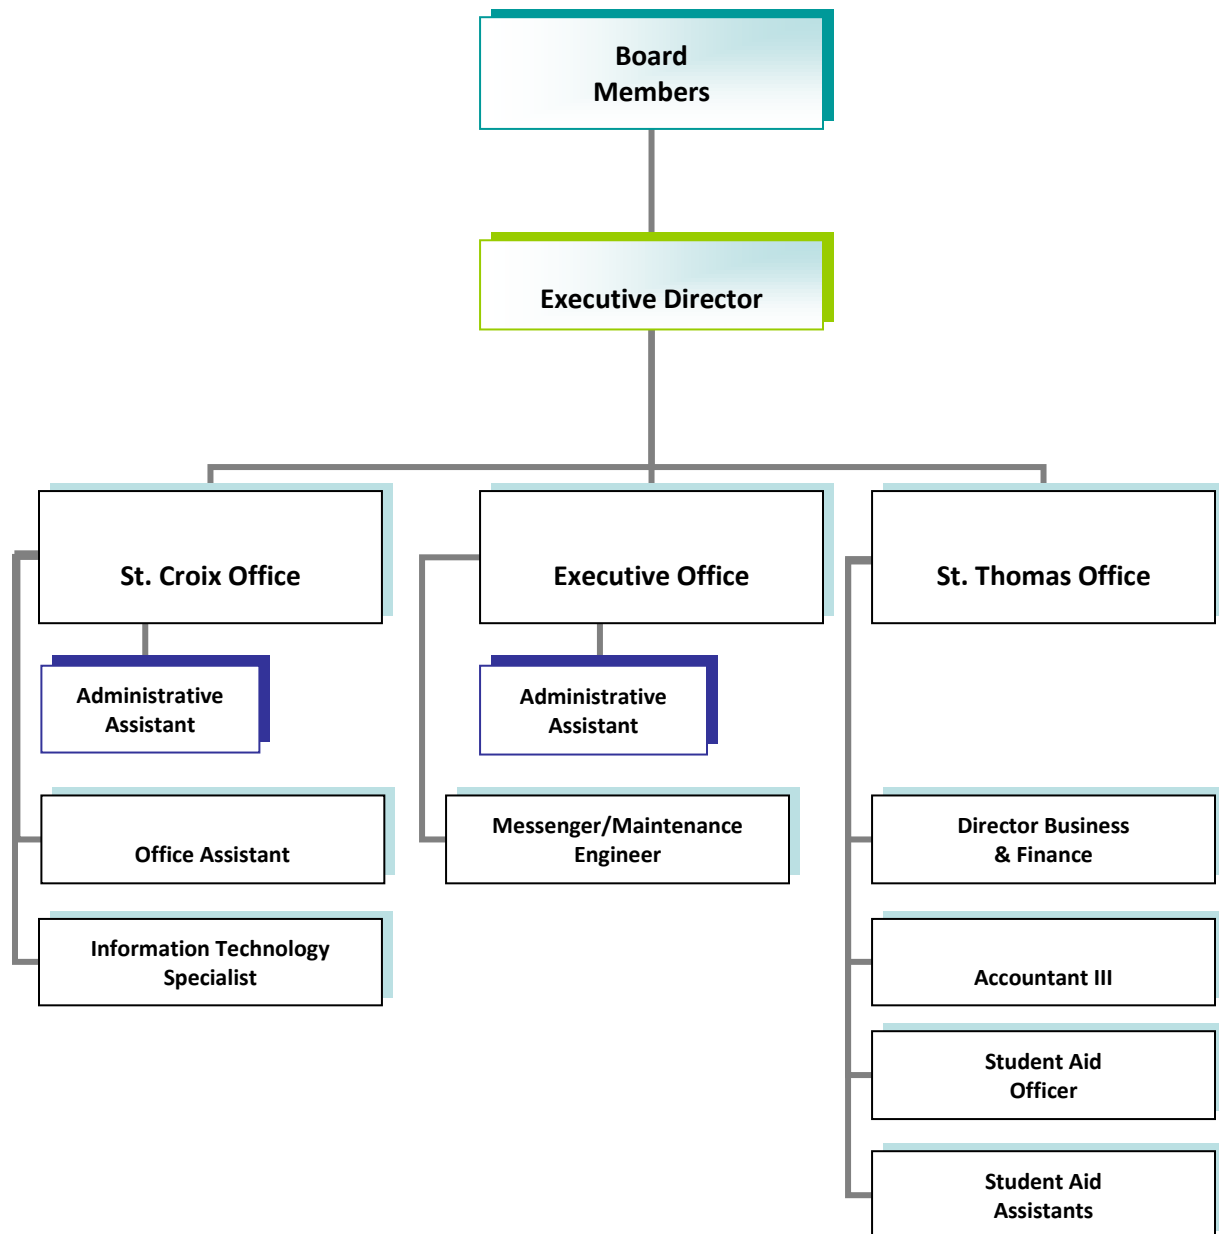 Board
Members
Executive Director
St. Croix Office
Executive Office
St. Thomas Office
Administrative
Assistant
Administrative
Assistant
Office Assistant
Messenger/Maintenance
Engineer
Director Business
& Finance
Information Technology
Specialist
Accountant III
Student Aid
Officer
Student Aid
Assistants